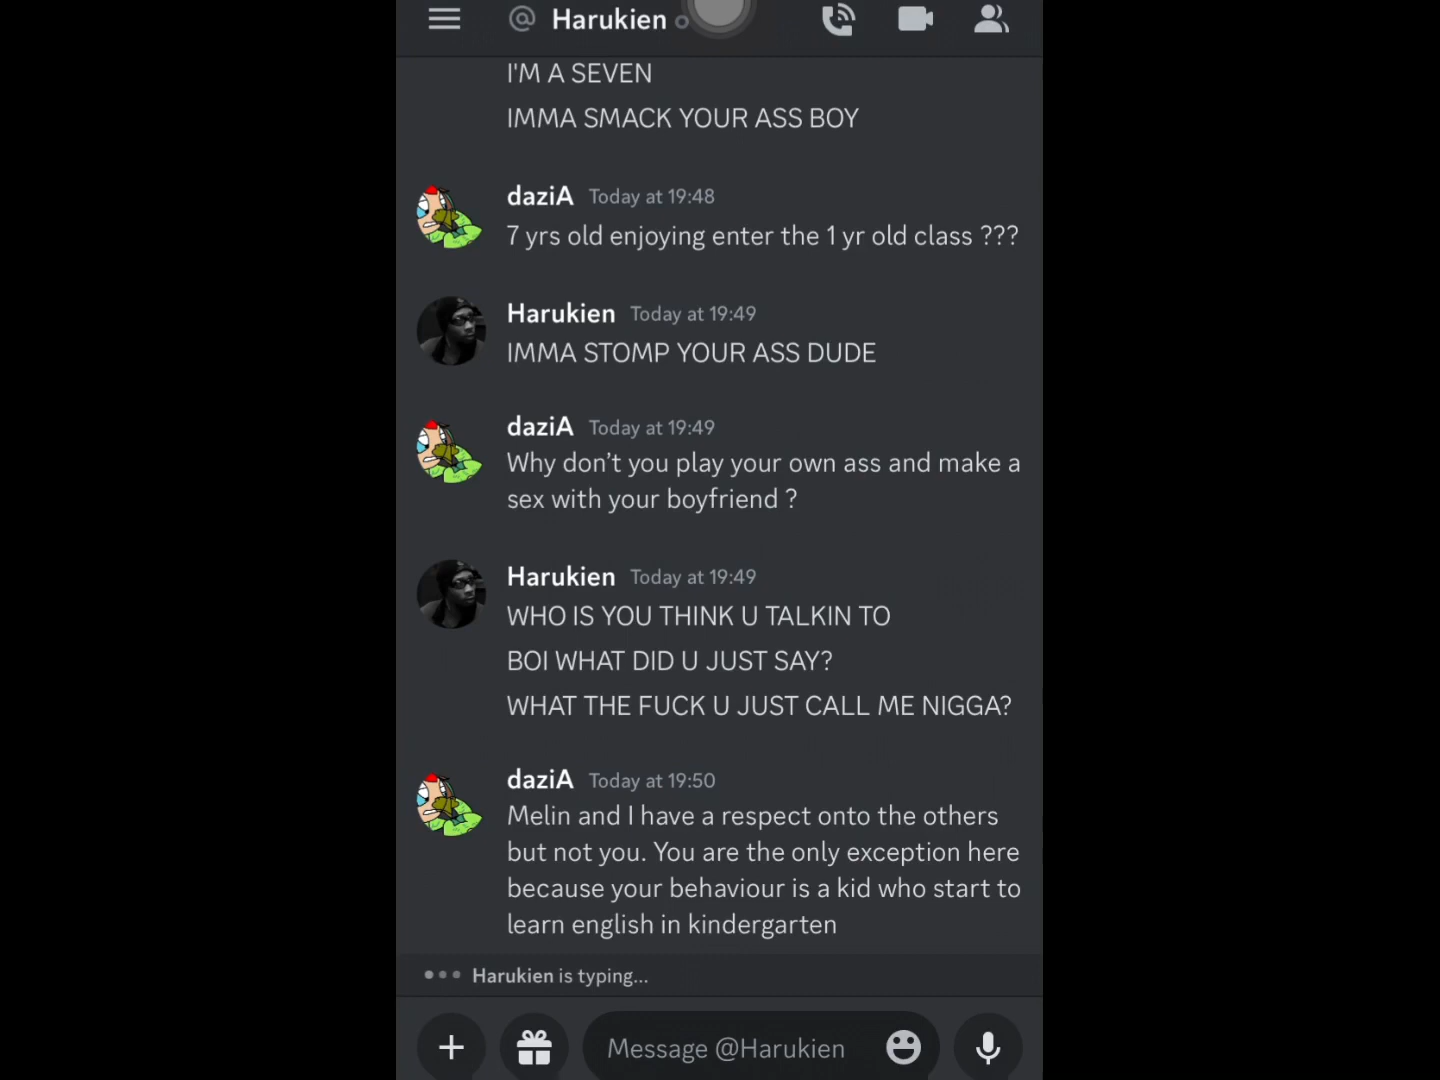 @ Harukien
I'M A SEVEN
IMMA SMACK YOUR ASS BOY
daziA Today at 19:48
7 yrs old enjoying enter the 1 yr old class ???
Harukien Today at 19:49
IMMA STOMP YOUR ASS DUDE
daziA Today at 19:49
Why don’t you play your own ass and make a
sex with your boyfriend ?
Harukien Today at 19:49
WHO IS YOU THINK U TALKIN TO
BOI WHAT DID U JUST SAY?
WHAT THE FUCK U JUST CALL ME NIGGA?
daziA Today at 19:50
Melin and I have a respect onto the others
but not you. You are the only exception here
because your behaviour is a kid who start to
learn english in kindergarten
Harukien is typing...
Message @Harukien